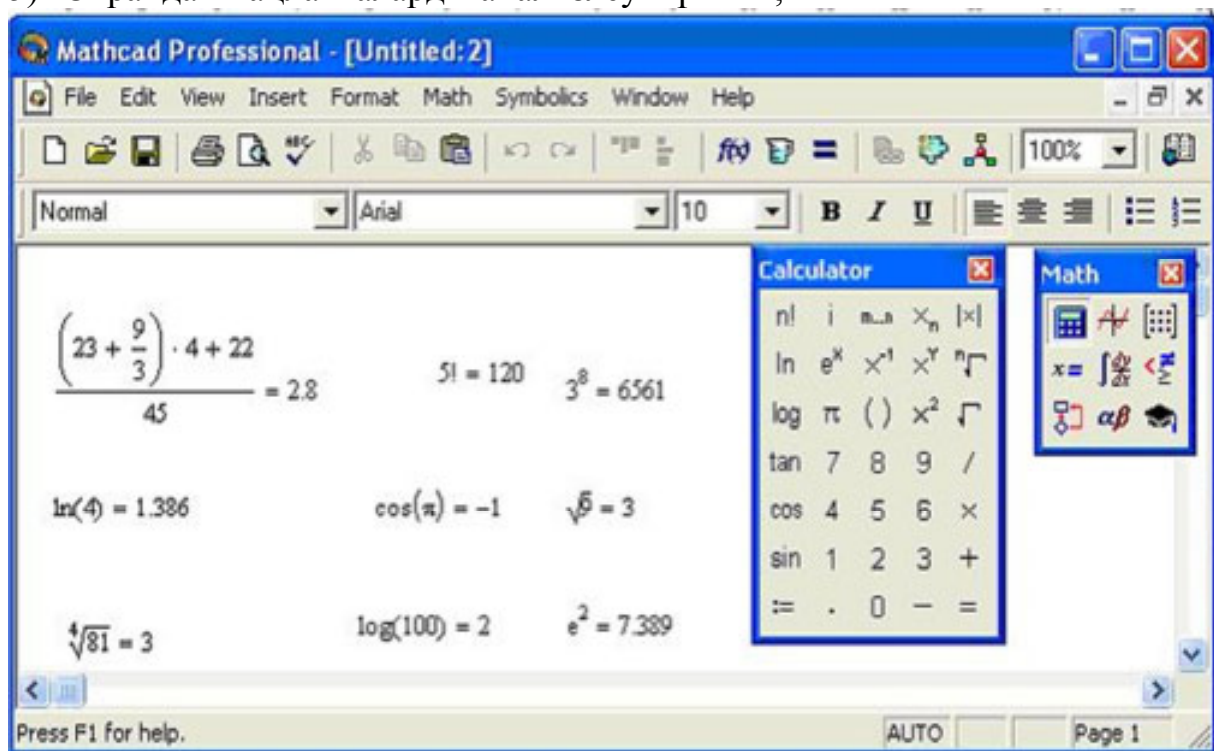 Mathcad Professional - [Untitled:2]
File Edit View Insert Format Math Symbolics Window Help
100%
Normal Arial 10 B I U
Calculator
Math
(23 + 9/3) · 4 + 22
45
= 2.8
5! = 120
3^8 = 6561
ln(4) = 1.386
cos(π) = -1
√9 = 3
∜81 = 3
log(100) = 2
e^2 = 7.389
n! i m..n ×n |×|
ln e^x ×^-1 ×^Y n√
log π ( ) ×^2 √
tan 7 8 9 /
cos 4 5 6 ×
sin 1 2 3 +
:= . 0 − =
x= ∫ dy/dx <≠≥
αβ
Press F1 for help.
AUTO
Page 1